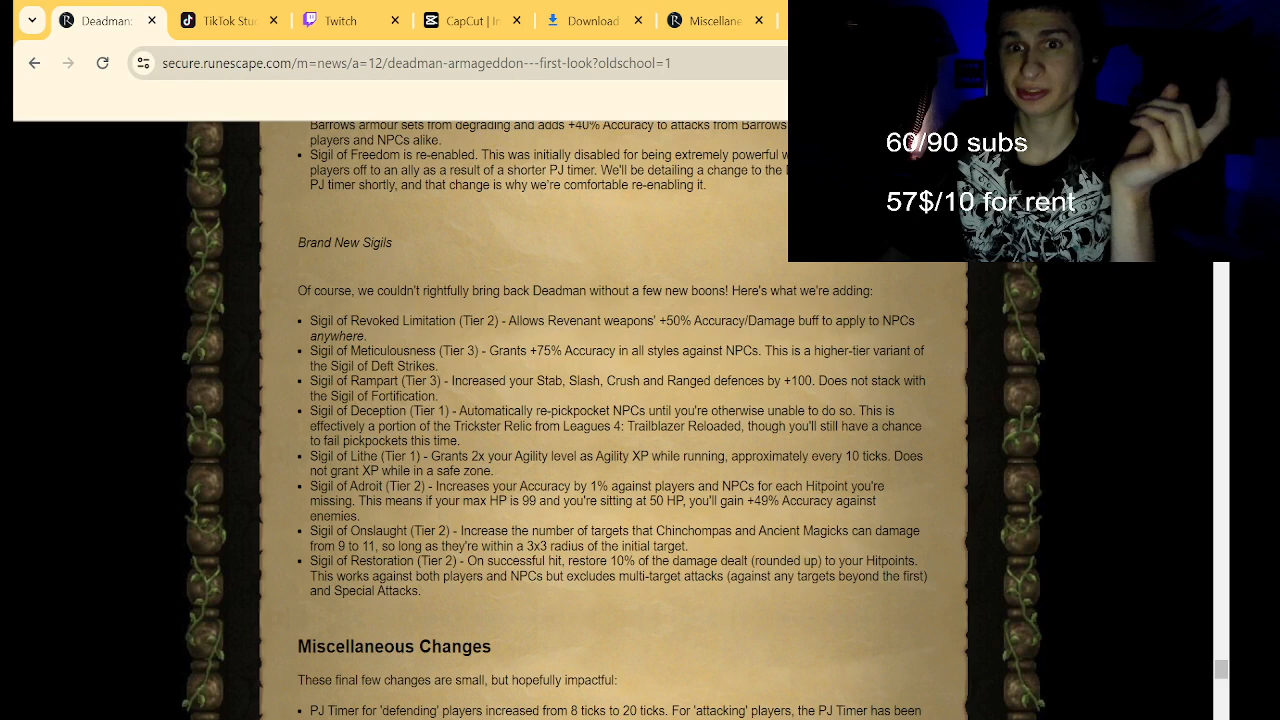 Deadman:
TikTok Stu
Twitch
CapCut | In
Download
Miscellane
secure.runescape.com/m=news/a=12/deadman-armageddon---first-look?oldschool=1
60/90 subs
57$/10 for rent
Barrows armour sets from degrading and adds +40% Accuracy to attacks from Barrows
players and NPCs alike.
• Sigil of Freedom is re-enabled. This was initially disabled for being extremely powerful w
players off to an ally as a result of a shorter PJ timer. We'll be detailing a change to the
PJ timer shortly, and that change is why we're comfortable re-enabling it.
Brand New Sigils
Of course, we couldn't rightfully bring back Deadman without a few new boons! Here's what we're adding:
• Sigil of Revoked Limitation (Tier 2) - Allows Revenant weapons' +50% Accuracy/Damage buff to apply to NPCs
anywhere.
• Sigil of Meticulousness (Tier 3) - Grants +75% Accuracy in all styles against NPCs. This is a higher-tier variant of
the Sigil of Deft Strikes.
• Sigil of Rampart (Tier 3) - Increased your Stab, Slash, Crush and Ranged defences by +100. Does not stack with
the Sigil of Fortification.
• Sigil of Deception (Tier 1) - Automatically re-pickpocket NPCs until you're otherwise unable to do so. This is
effectively a portion of the Trickster Relic from Leagues 4: Trailblazer Reloaded, though you'll still have a chance
to fail pickpockets this time.
• Sigil of Lithe (Tier 1) - Grants 2x your Agility level as Agility XP while running, approximately every 10 ticks. Does
not grant XP while in a safe zone.
• Sigil of Adroit (Tier 2) - Increases your Accuracy by 1% against players and NPCs for each Hitpoint you're
missing. This means if your max HP is 99 and you're sitting at 50 HP, you'll gain +49% Accuracy against
enemies.
• Sigil of Onslaught (Tier 2) - Increase the number of targets that Chinchompas and Ancient Magicks can damage
from 9 to 11, so long as they're within a 3x3 radius of the initial target.
• Sigil of Restoration (Tier 2) - On successful hit, restore 10% of the damage dealt (rounded up) to your Hitpoints.
This works against both players and NPCs but excludes multi-target attacks (against any targets beyond the first)
and Special Attacks.
Miscellaneous Changes
These final few changes are small, but hopefully impactful:
• PJ Timer for 'defending' players increased from 8 ticks to 20 ticks. For 'attacking' players, the PJ Timer has been